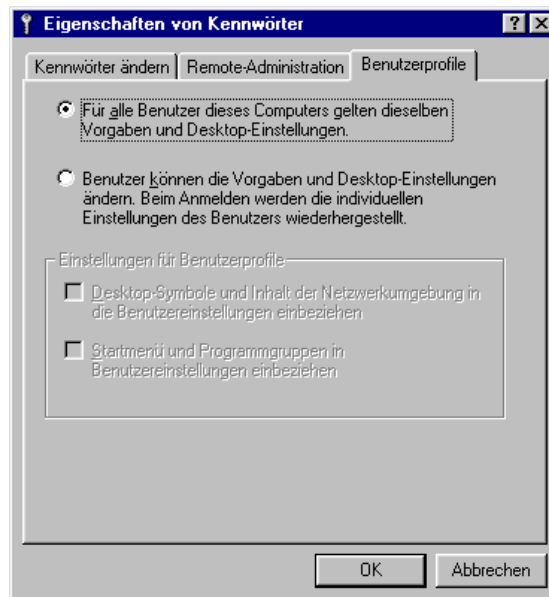 Eigenschaften von Kennwörter
Kennwörter ändern
Remote-Administration
Benutzerprofile
Für alle Benutzer dieses Computers gelten dieselben
Vorgaben und Desktop-Einstellungen.
Benutzer können die Vorgaben und Desktop-Einstellungen
ändern. Beim Anmelden werden die individuellen
Einstellungen des Benutzers wiederhergestellt.
Einstellungen für Benutzerprofile
Desktop-Symbole und Inhalt der Netzwerkumgebung in
die Benutzereinstellungen einbeziehen
Startmenü und Programmgruppen in
Benutzereinstellungen einbeziehen
OK
Abbrechen